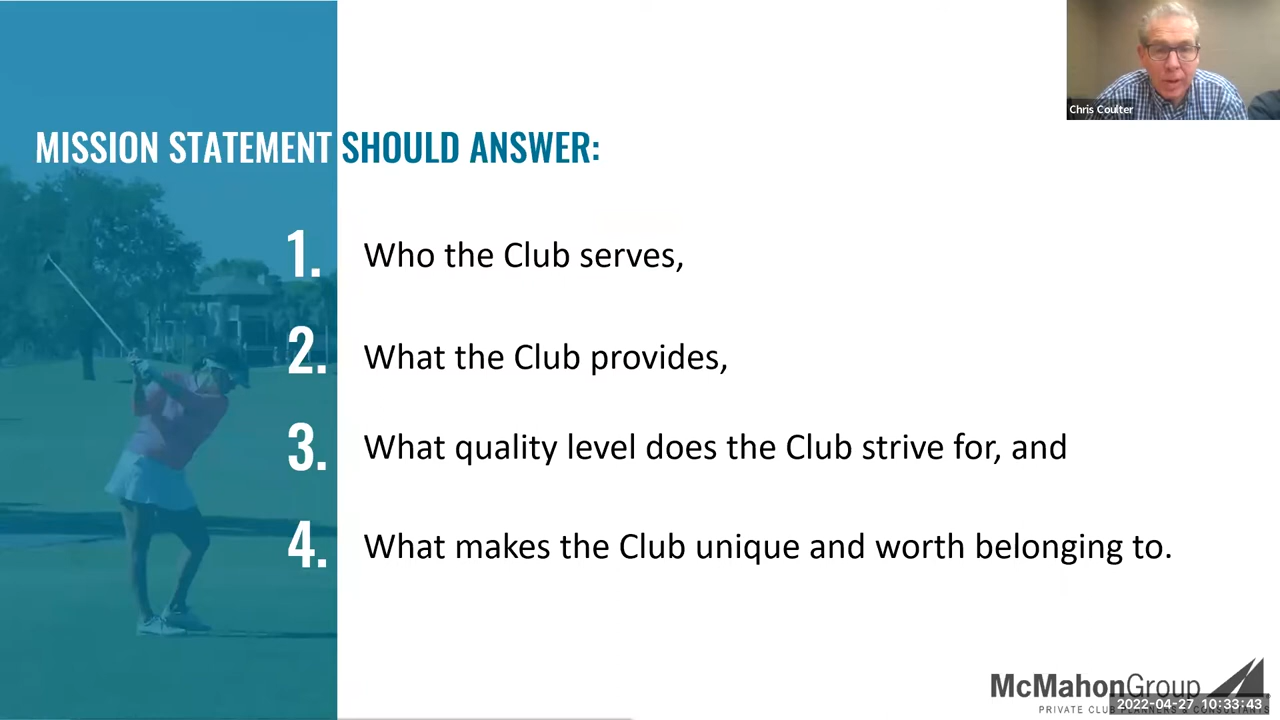 Chris Coulter
MISSION STATEMENT SHOULD ANSWER:
1. Who the Club serves,
2. What the Club provides,
3. What quality level does the Club strive for, and
4. What makes the Club unique and worth belonging to.
McMahonGroup
PRIVATE CLUB PLANNERS & CONSULTANTS
2022-04-27 10:33:43